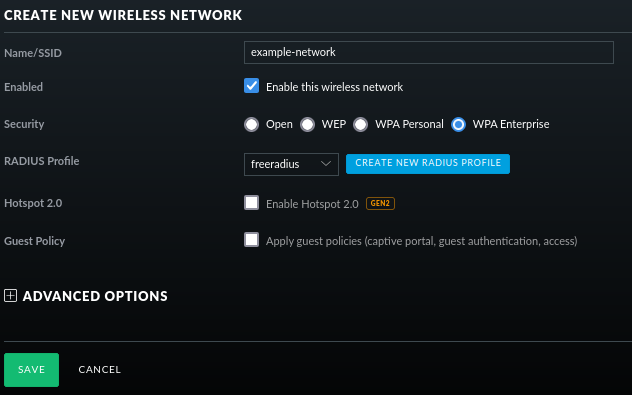 CREATE NEW WIRELESS NETWORK
Name/SSID example-network
Enabled Enable this wireless network
Security Open WEP WPA Personal WPA Enterprise
RADIUS Profile freeradius CREATE NEW RADIUS PROFILE
Hotspot 2.0 Enable Hotspot 2.0 GEN2
Guest Policy Apply guest policies (captive portal, guest authentication, access)
ADVANCED OPTIONS
SAVE CANCEL